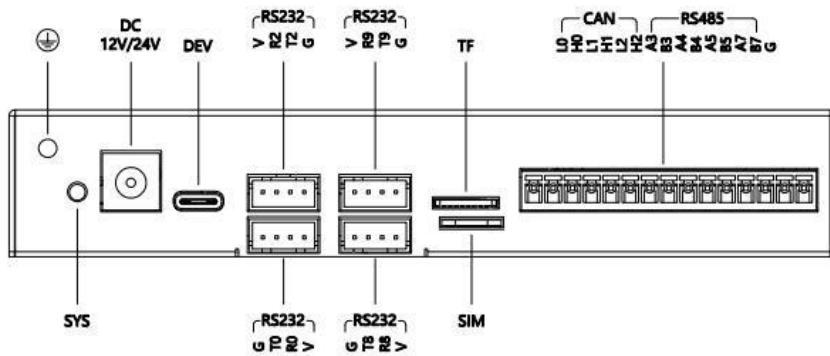 DC
12V/24V
DEV
RS232
V R2 T2 G
RS232
V R9 T9 G
TF
CAN
RS485
L0 H0 L1 H1 L2 H2 A3 B3 A4 B4 A5 B5 A7 B7 G
SYS
RS232
G T0 R0 V
RS232
G T8 R8 V
SIM